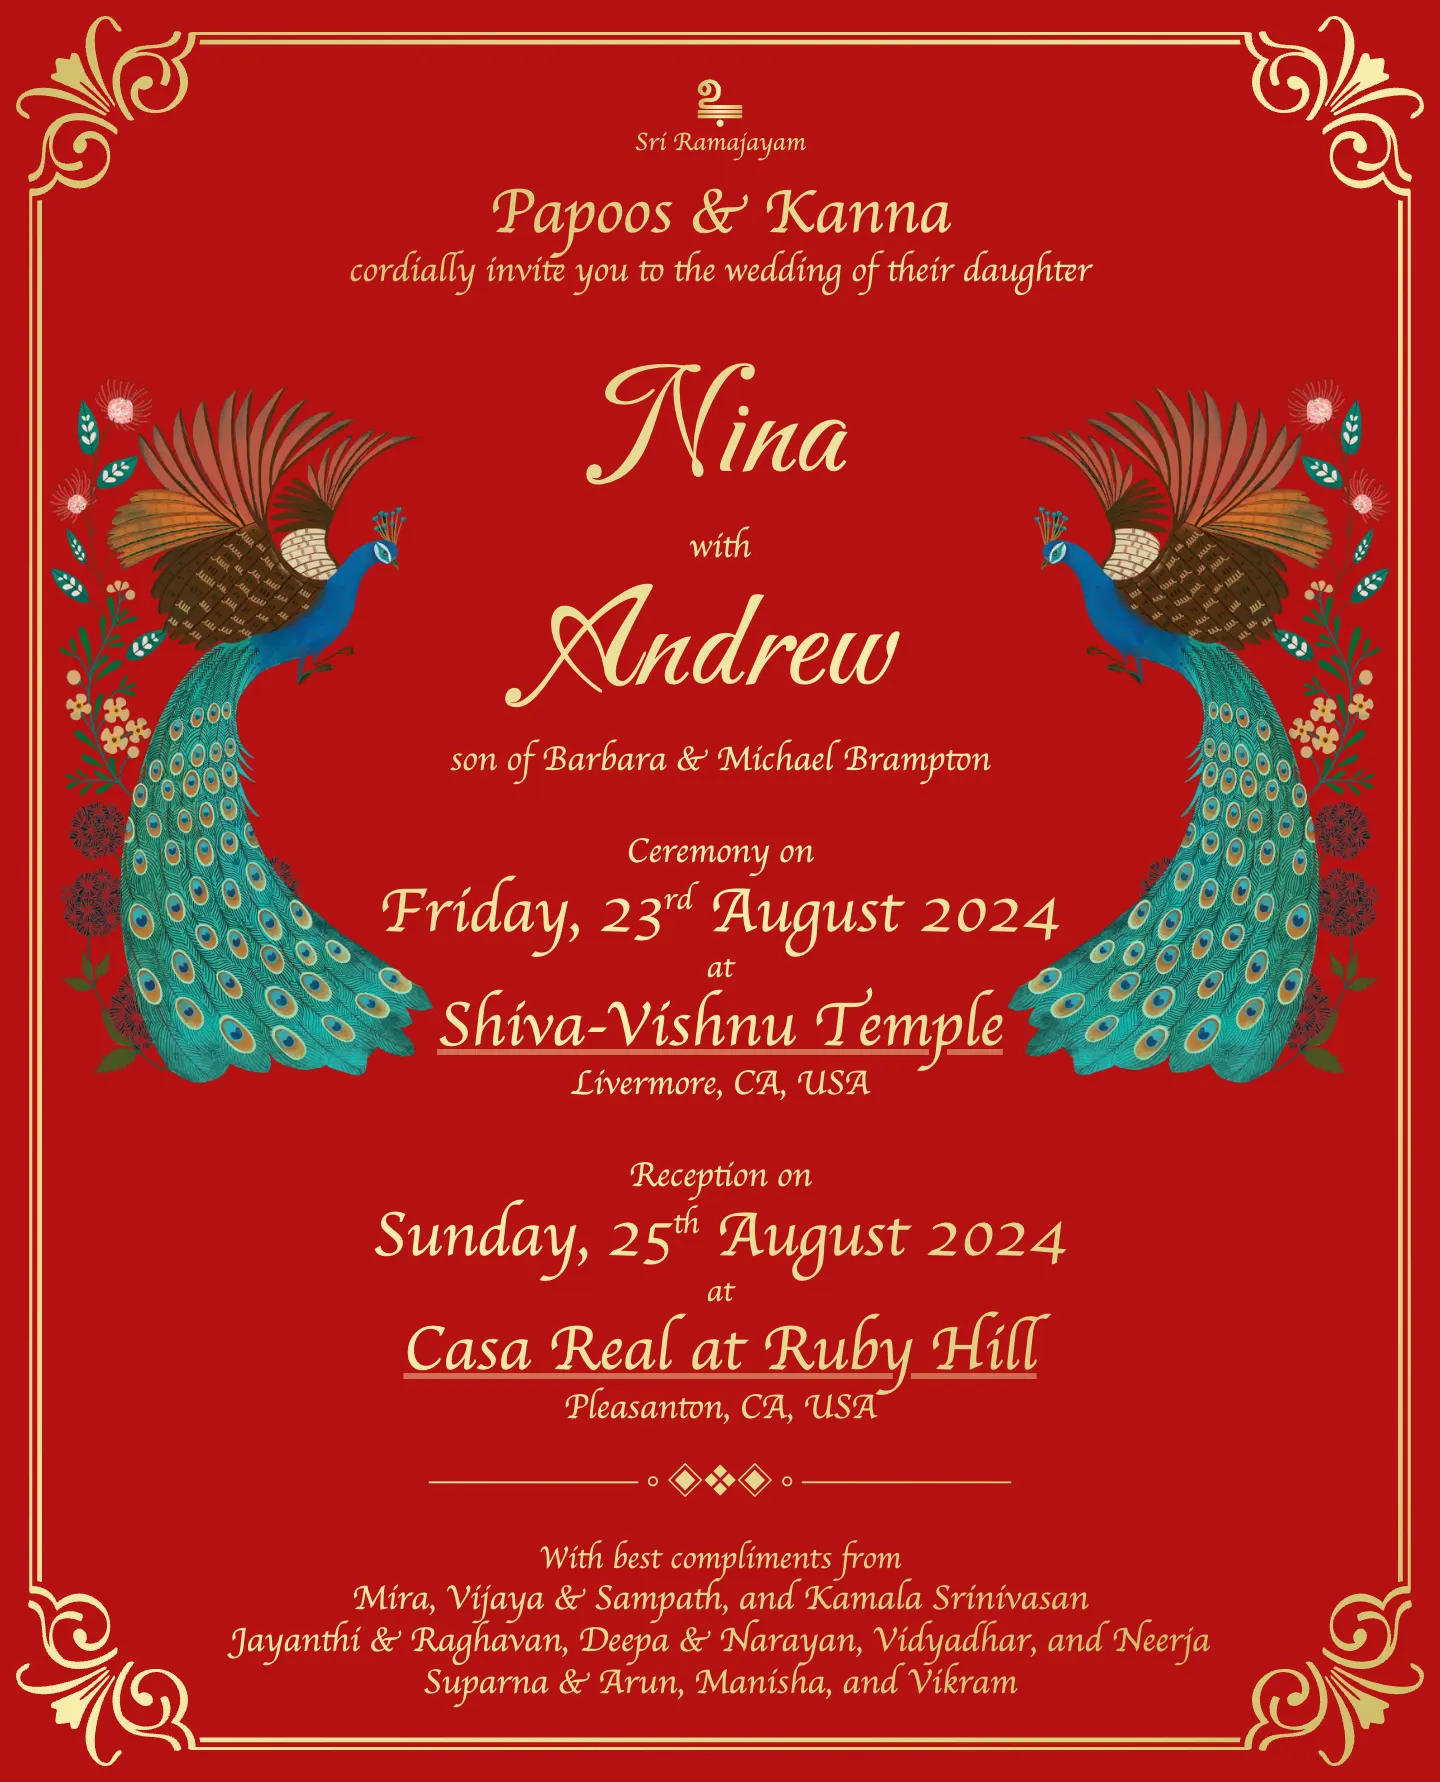 உ
Sri Ramajayam
Papoos & Kanna
cordially invite you to the wedding of their daughter
Nina
with
Andrew
son of Barbara & Michael Brampton
Ceremony on
Friday, 23rd August 2024
at
Shiva-Vishnu Temple
Livermore, CA, USA
Reception on
Sunday, 25th August 2024
at
Casa Real at Ruby Hill
Pleasanton, CA, USA
With best compliments from
Mira, Vijaya & Sampath, and Kamala Srinivasan
Jayanthi & Raghavan, Deepa & Narayan, Vidyadhar, and Neerja
Suparna & Arun, Manisha, and Vikram